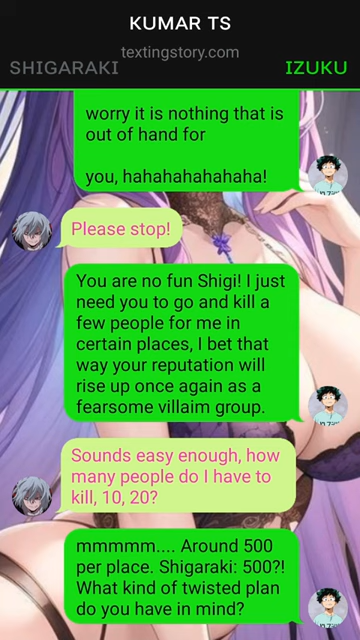 KUMAR TS
textingstory.com
SHIGARAKI
IZUKU
worry it is nothing that is
out of hand for
you, hahahahahahaha!
Please stop!
You are no fun Shigi! I just
need you to go and kill a
few people for me in
certain places, I bet that
way your reputation will
rise up once again as a
fearsome villaim group.
Sounds easy enough, how
many people do I have to
kill, 10, 20?
mmmmm.... Around 500
per place. Shigaraki: 500?!
What kind of twisted plan
do you have in mind?